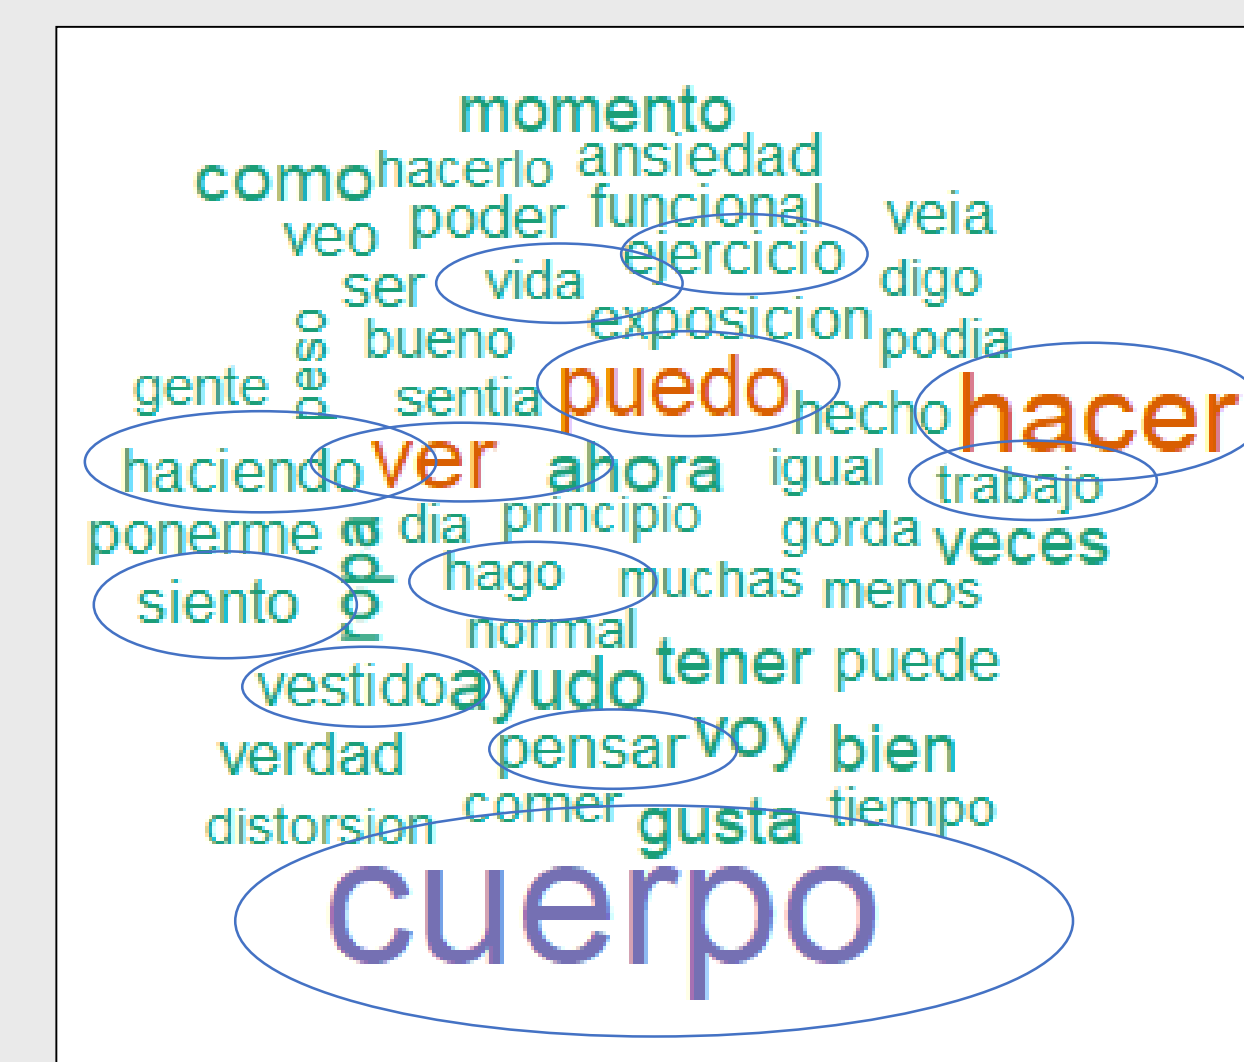 momento
como hacerlo ansiedad
veo poder funcional veia
ser vida ejercicio digo
peso bueno exposicion podia
gente sentia puedo hecho hacer
haciendo ver ahora igual trabajo
ponerme ropa dia principio gorda veces
siento hago muchas menos
normal
vestido ayudo tener puede
verdad pensar voy bien
distorsion comer gusta tiempo
cuerpo